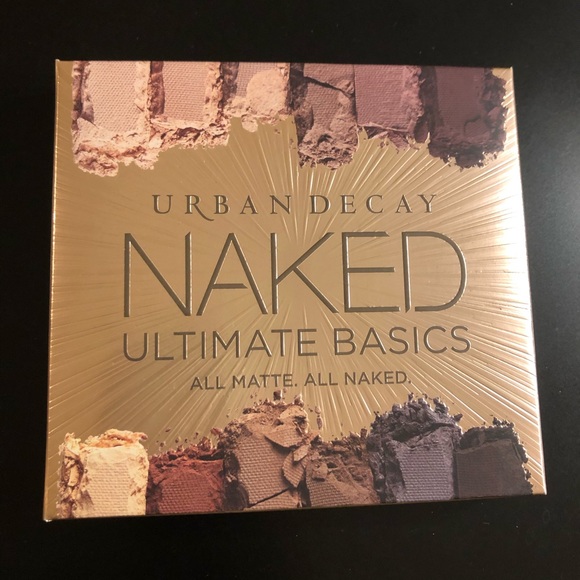 URBAN DECAY
NAKED
ULTIMATE BASICS
ALL MATTE. ALL NAKED.